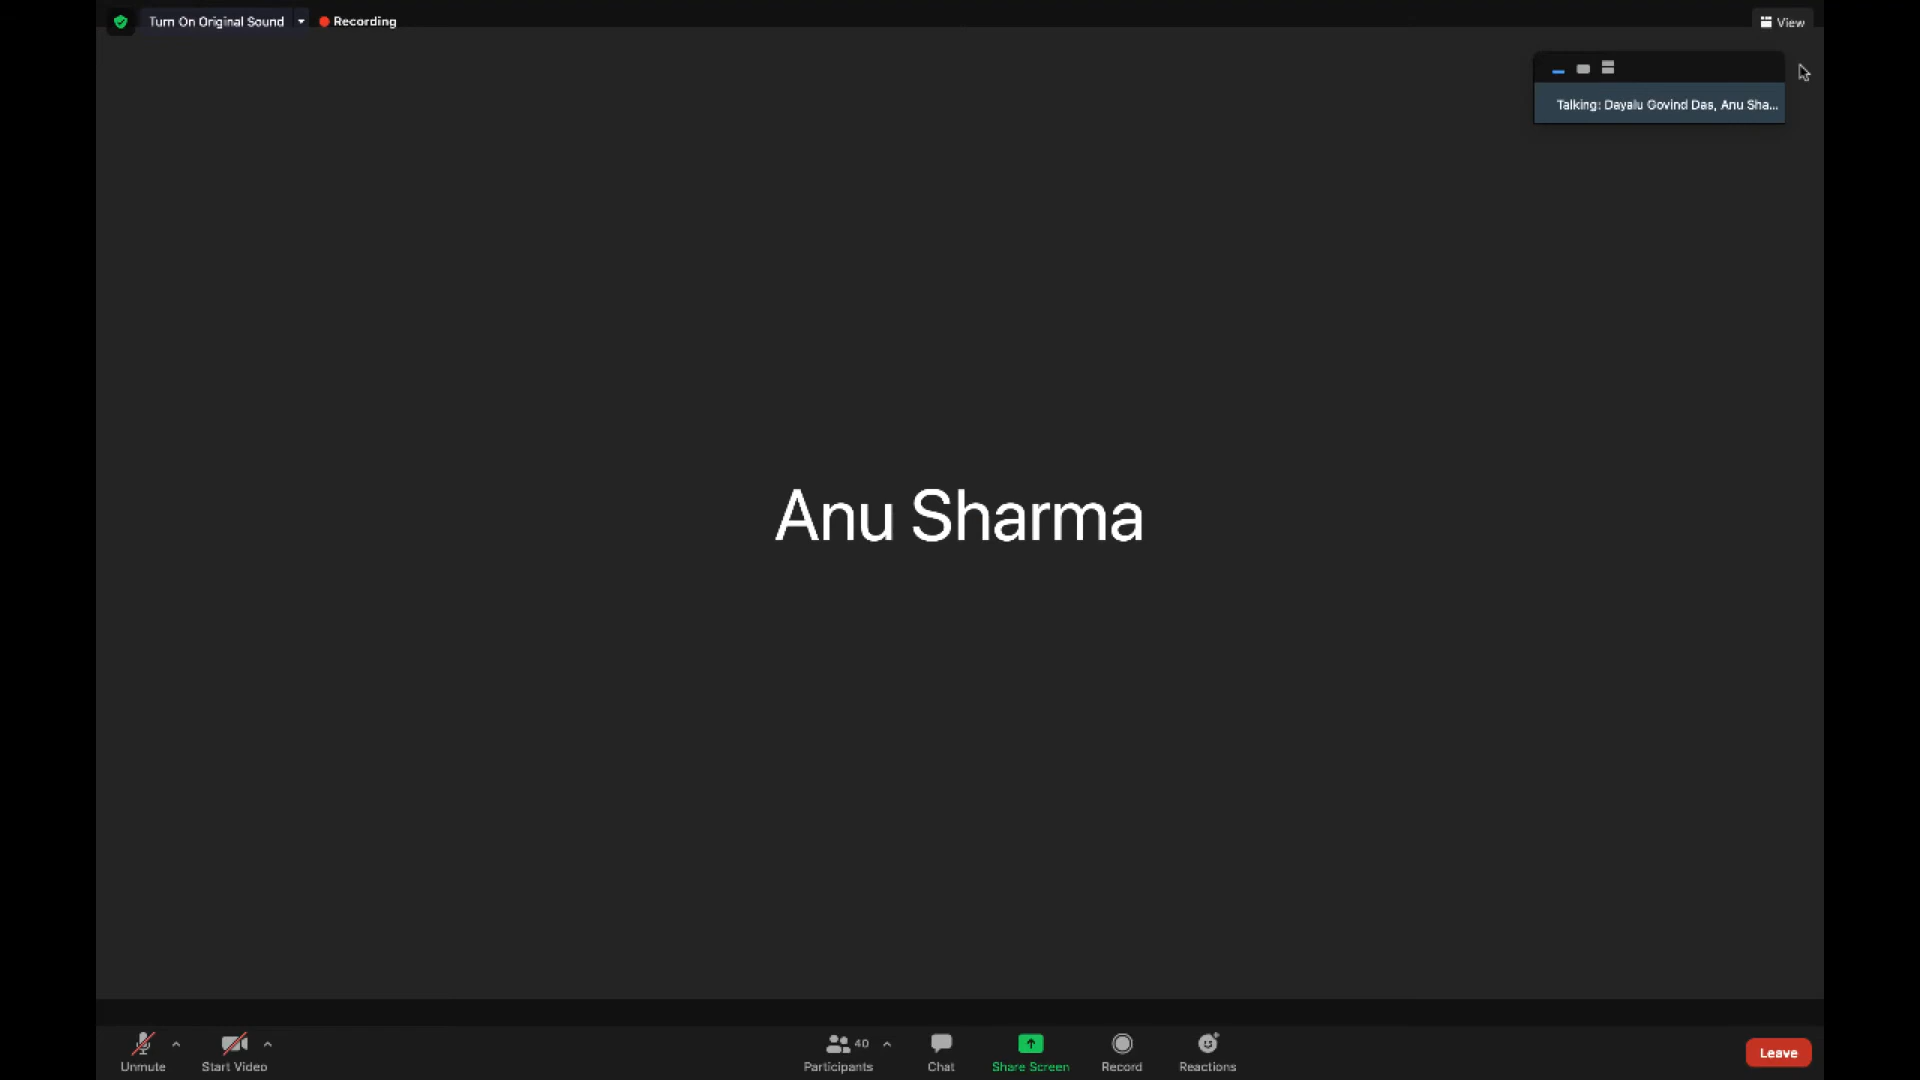 Turn On Original Sound
Recording
View
Talking: Dayalu Govind Das, Anu Sha...
Anu Sharma
Unmute
Start Video
40
Participants
Chat
Share Screen
Record
Reactions
Leave